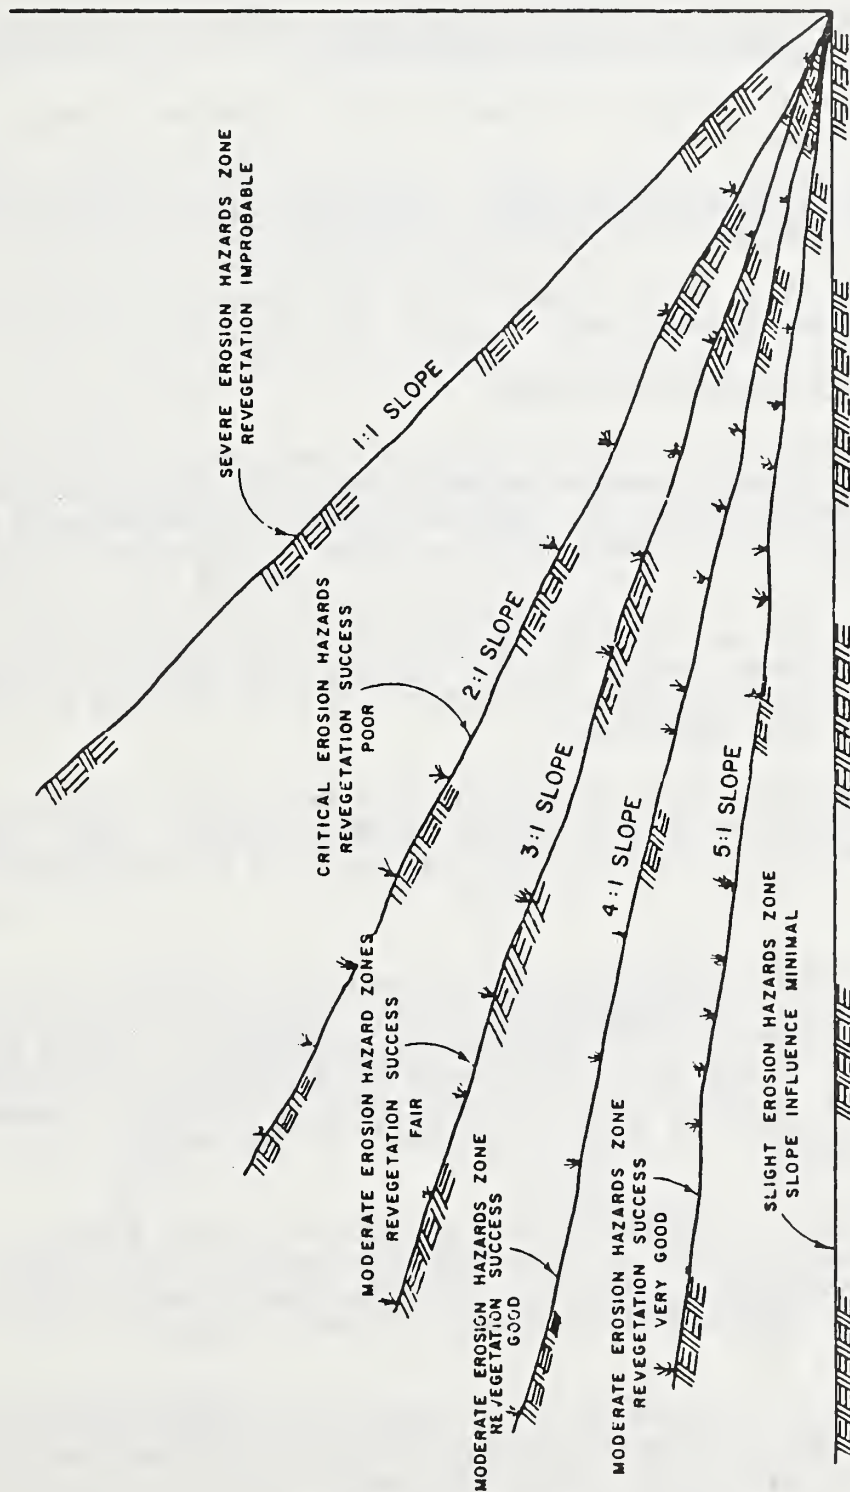 SEVERE EROSION HAZARDS ZONE
REVEGETATION IMPROBABLE
1:1 SLOPE
CRITICAL EROSION HAZARDS
REVEGETATION SUCCESS
POOR
2:1 SLOPE
MODERATE EROSION HAZARD ZONES
REVEGETATION SUCCESS
FAIR
3:1 SLOPE
MODERATE EROSION HAZARDS ZONE
REVEGETATION SUCCESS
GOOD
4:1 SLOPE
MODERATE EROSION HAZARDS ZONE
REVEGETATION SUCCESS
VERY GOOD
5:1 SLOPE
SLIGHT EROSION HAZARDS ZONE
SLOPE INFLUENCE MINIMAL